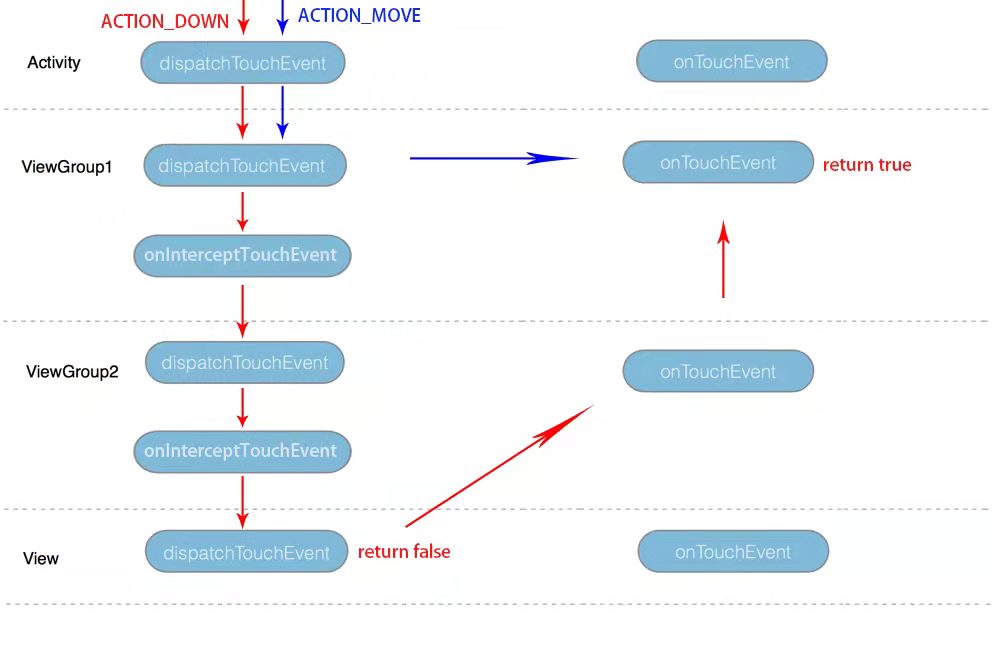 ACTION_DOWN
ACTION_MOVE
Activity
dispatchTouchEvent
onTouchEvent
ViewGroup1
dispatchTouchEvent
onTouchEvent
return true
onInterceptTouchEvent
ViewGroup2
dispatchTouchEvent
onTouchEvent
onInterceptTouchEvent
View
dispatchTouchEvent
return false
onTouchEvent